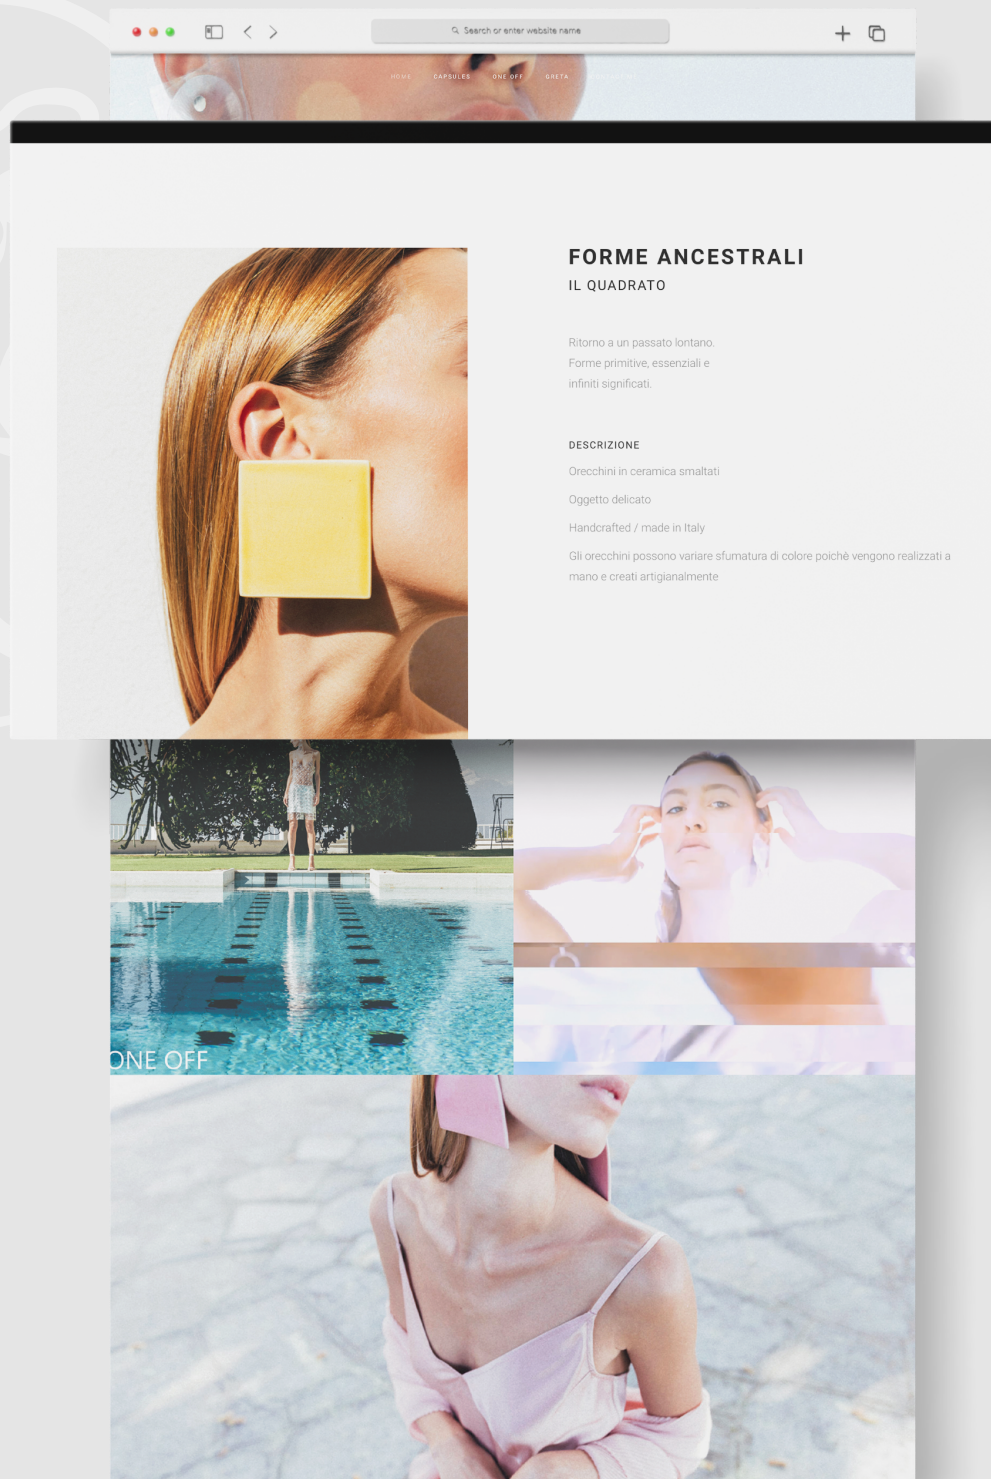 Search or enter website name
HOME CAPSULES ONE OFF GRETA
FORME ANCESTRALI
IL QUADRATO
Ritorno a un passato lontano.
Forme primitive, essenziali e
infiniti significati.
DESCRIZIONE
Orecchini in ceramica smaltati
Oggetto delicato
Handcrafted / made in Italy
Gli orecchini possono variare sfumatura di colore poiché vengono realizzati a
mano e creati artigianalmente
ONE OFF